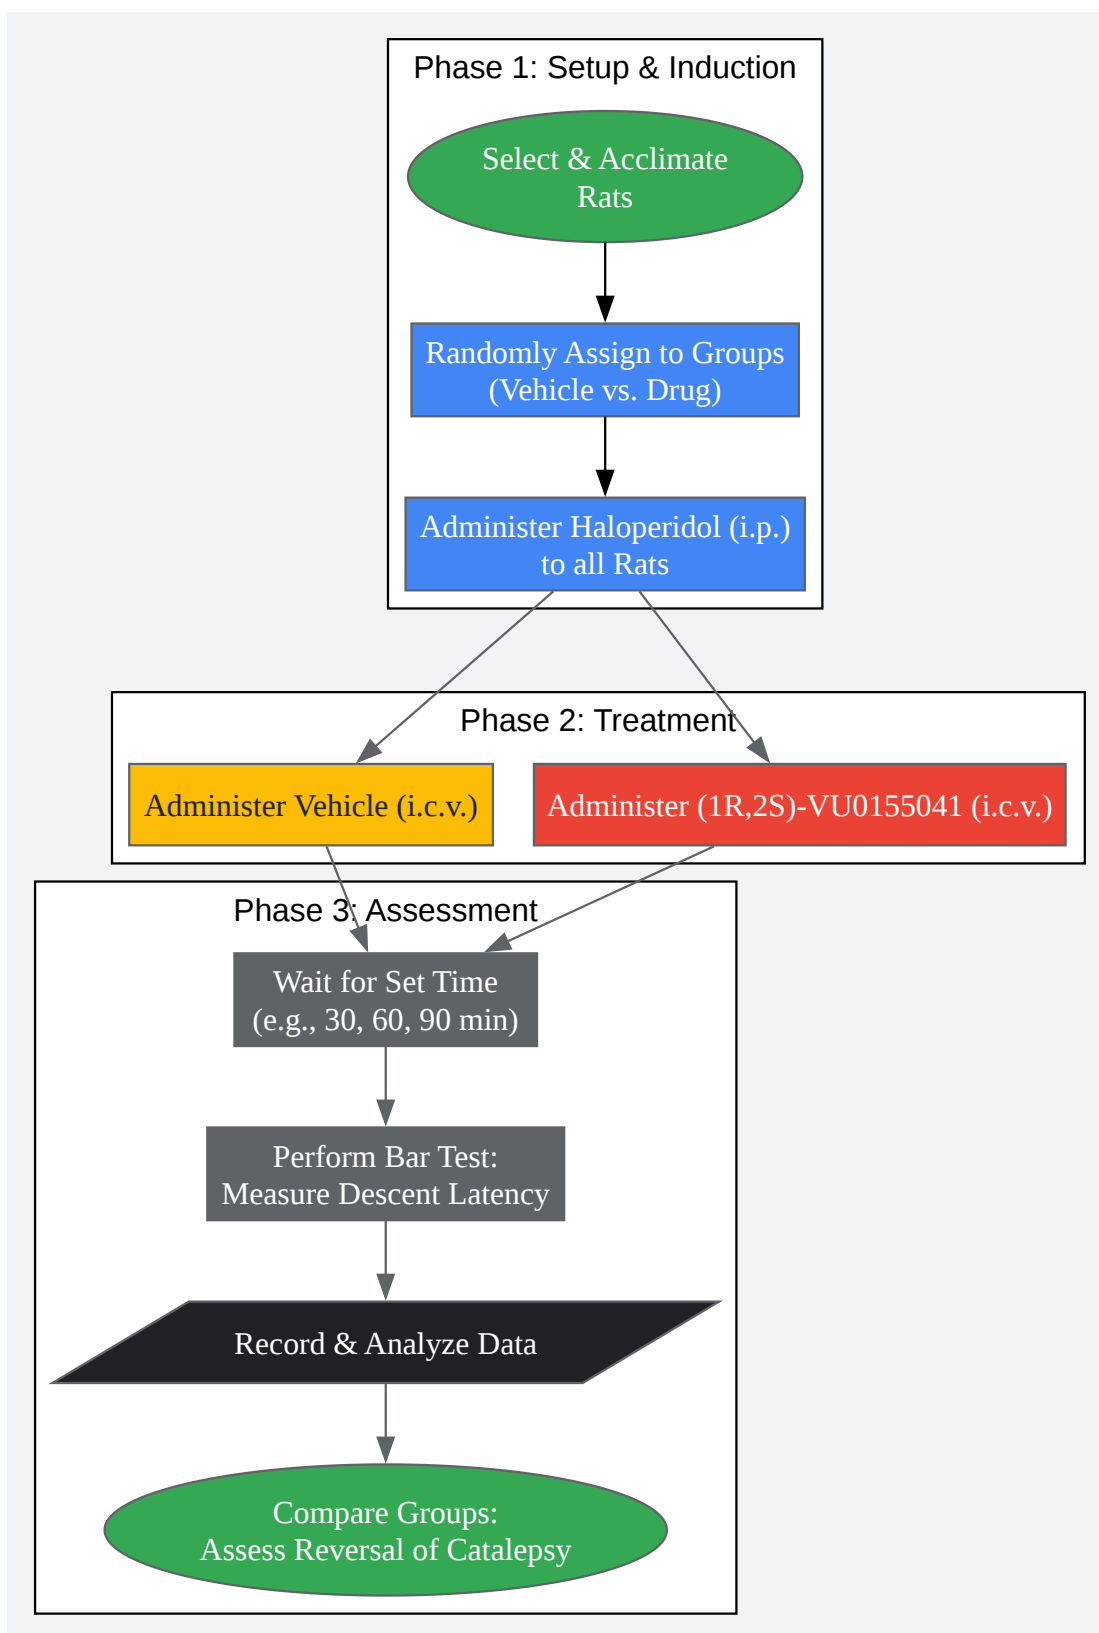 Phase 1: Setup & Induction
Select & Acclimate
Rats
Randomly Assign to Groups
(Vehicle vs. Drug)
Administer Haloperidol (i.p.)
to all Rats
Phase 2: Treatment
Administer Vehicle (i.c.v.)
Administer (1R,2S)-VU0155041 (i.c.v.)
Phase 3: Assessment
Wait for Set Time
(e.g., 30, 60, 90 min)
Perform Bar Test:
Measure Descent Latency
Record & Analyze Data
Compare Groups:
Assess Reversal of Catalepsy